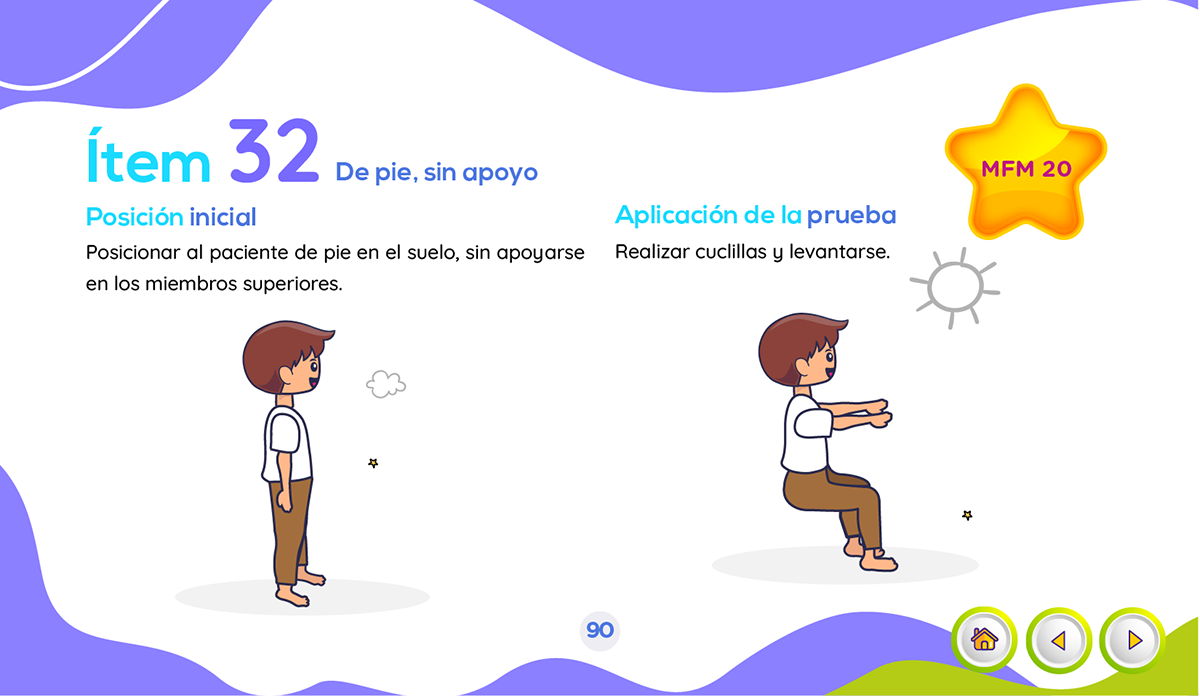 Ítem 32 De pie, sin apoyo
Posición inicial
Posicionar al paciente de pie en el suelo, sin apoyarse
en los miembros superiores.
Aplicación de la prueba
Realizar cuclillas y levantarse.
MFM 20
90